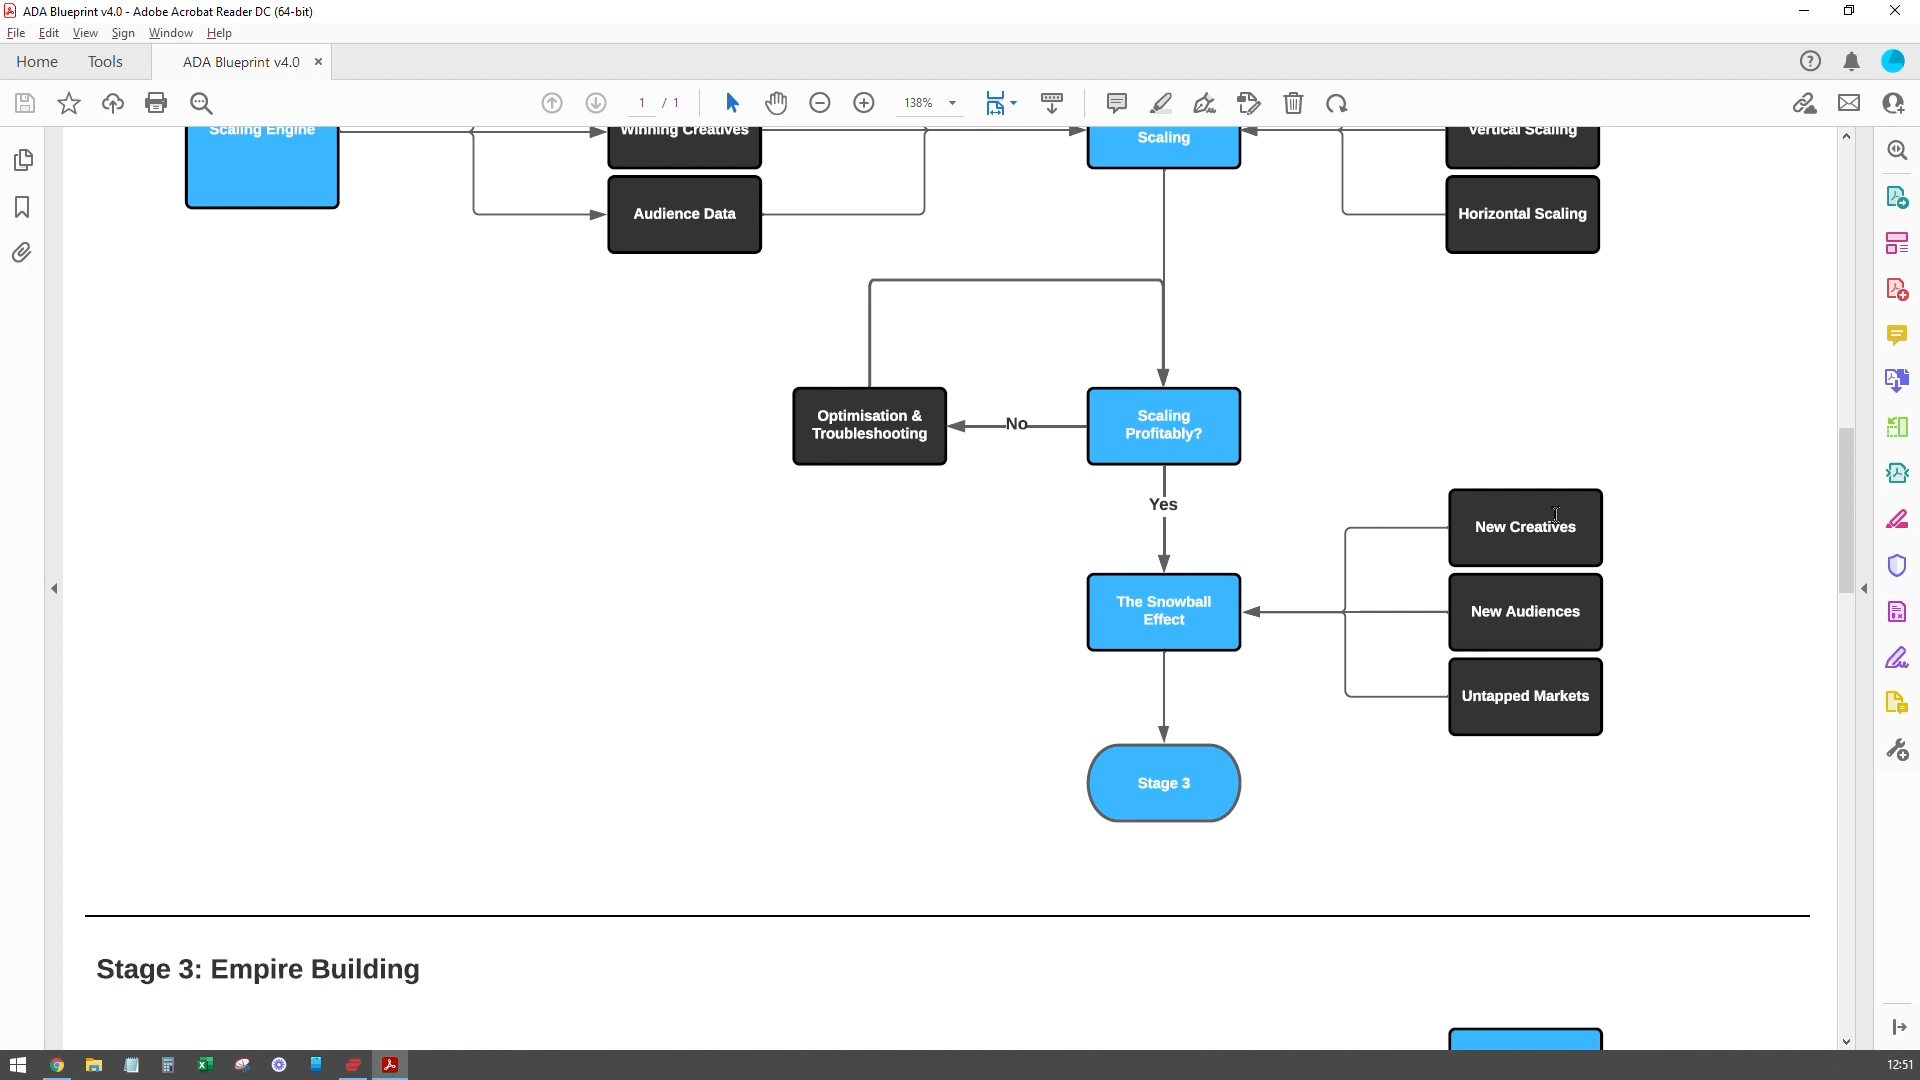 ADA Blueprint v4.0 - Adobe Acrobat Reader DC (64-bit)
File Edit View Sign Window Help
Home Tools ADA Blueprint v4.0
1 / 1 138%
Scaling Engine
Winning Creatives
Scaling
Vertical Scaling
Audience Data
Horizontal Scaling
Optimisation &
Troubleshooting
No
Scaling
Profitably?
Yes
New Creatives
The Snowball
Effect
New Audiences
Untapped Markets
Stage 3
Stage 3: Empire Building
12:51